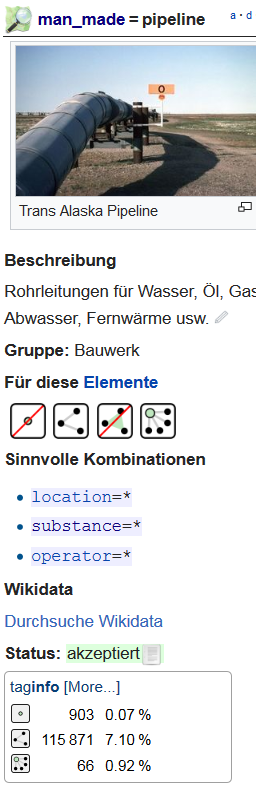 man_made = pipeline
a · d
O
Trans Alaska Pipeline
Beschreibung
Rohrleitungen für Wasser, Öl, Gas
Abwasser, Fernwärme usw.
Gruppe: Bauwerk
Für diese Elemente
Sinnvolle Kombinationen
location=*
substance=*
operator=*
Wikidata
Durchsuche Wikidata
Status: akzeptiert
taginfo [More...]
903 0.07 %
115 871 7.10 %
66 0.92 %